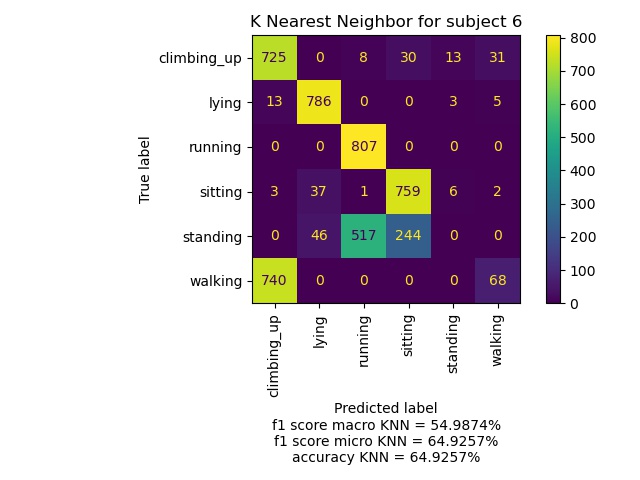 K Nearest Neighbor for subject 6
climbing_up 725 0 8 30 13 31
lying 13 786 0 0 3 5
running 0 0 807 0 0 0
sitting 3 37 1 759 6 2
standing 0 46 517 244 0 0
walking 740 0 0 0 0 68
True label
climbing_up
lying
running
sitting
standing
walking
Predicted label
f1 score macro KNN = 54.9874%
f1 score micro KNN = 64.9257%
accuracy KNN = 64.9257%
800
700
600
500
400
300
200
100
0